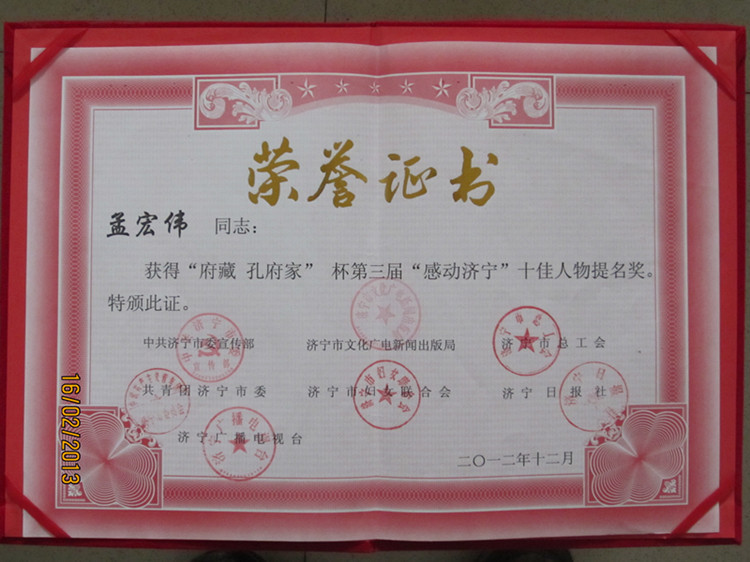 荣誉证书
孟宏伟 同志：
获得“府藏 孔府家” 杯第三届“感动济宁”十佳人物提名奖。
特颁此证。
中共济宁市委宣传部 济宁市文化广电新闻出版局 济宁市总工会
共青团济宁市委 济宁市妇女联合会 济宁日报社
济宁广播电视台
二〇一二年十二月
16/02/2013